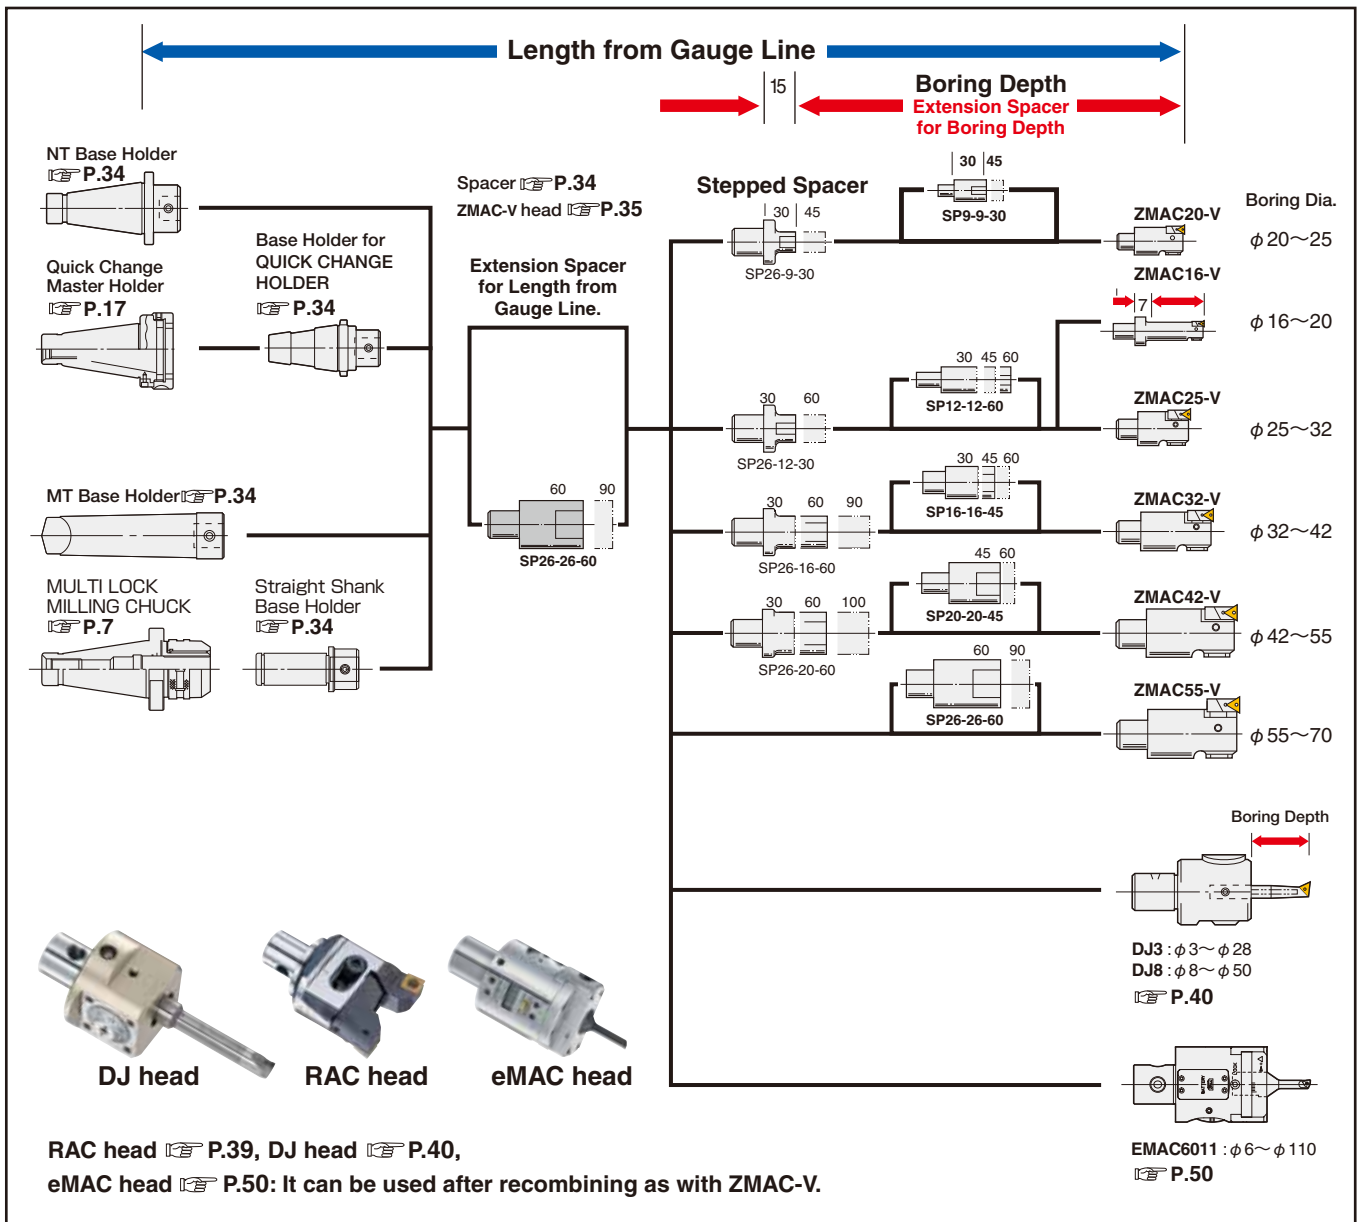 Length from Gauge Line
15
Boring Depth
Extension Spacer
for Boring Depth
NT Base Holder
P.34
Quick Change
Master Holder
P.17
Base Holder for
QUICK CHANGE
HOLDER
P.34
MT Base Holder P.34
MULTI LOCK
MILLING CHUCK
P.7
Straight Shank
Base Holder
P.34
Spacer P.34
ZMAC-V head P.35
Extension Spacer
for Length from
Gauge Line.
60 90
SP26-26-60
Stepped Spacer
30 45
SP26-9-30
30 45
SP9-9-30
ZMAC20-V
Boring Dia.
φ20～25
ZMAC16-V
7
φ16～20
30 60
SP26-12-30
30 45 60
SP12-12-60
ZMAC25-V
φ25～32
30 60 90
SP26-16-60
30 45 60
SP16-16-45
ZMAC32-V
φ32～42
30 60 100
SP26-20-60
45 60
SP20-20-45
ZMAC42-V
φ42～55
60 90
SP26-26-60
ZMAC55-V
φ55～70
Boring Depth
DJ3 : φ3～φ28
DJ8 : φ8～φ50
P.40
EMAC6011 : φ6～φ110
P.50
DJ head
RAC head
eMAC head
RAC head P.39, DJ head P.40,
eMAC head P.50: It can be used after recombining as with ZMAC-V.